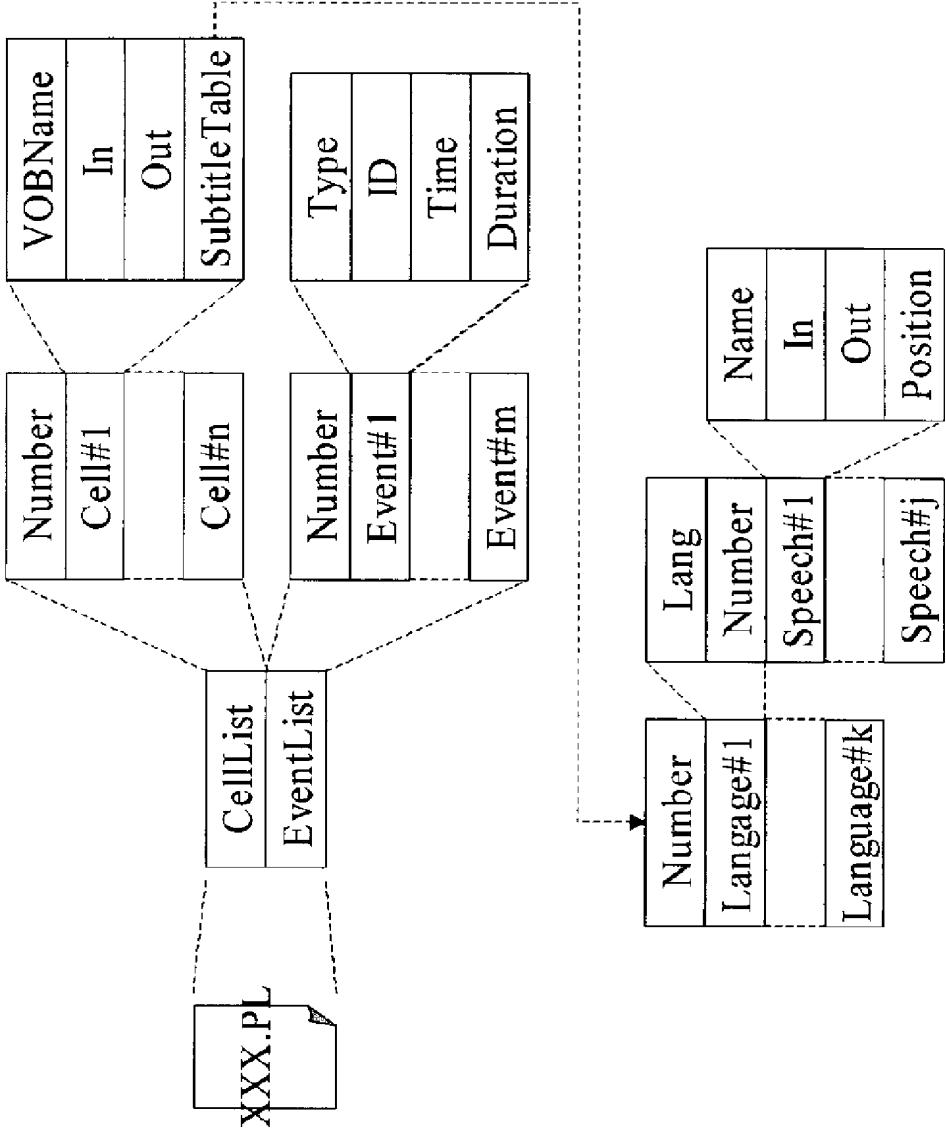 XXX.PL
CellList
EventList
Number
Cell#1
Cell#n
VOBName
In
Out
SubtitleTable
Number
Event#1
Event#m
Type
ID
Time
Duration
Number
Langage#1
Language#k
Lang
Number
Speech#1
Speech#j
Name
In
Out
Position